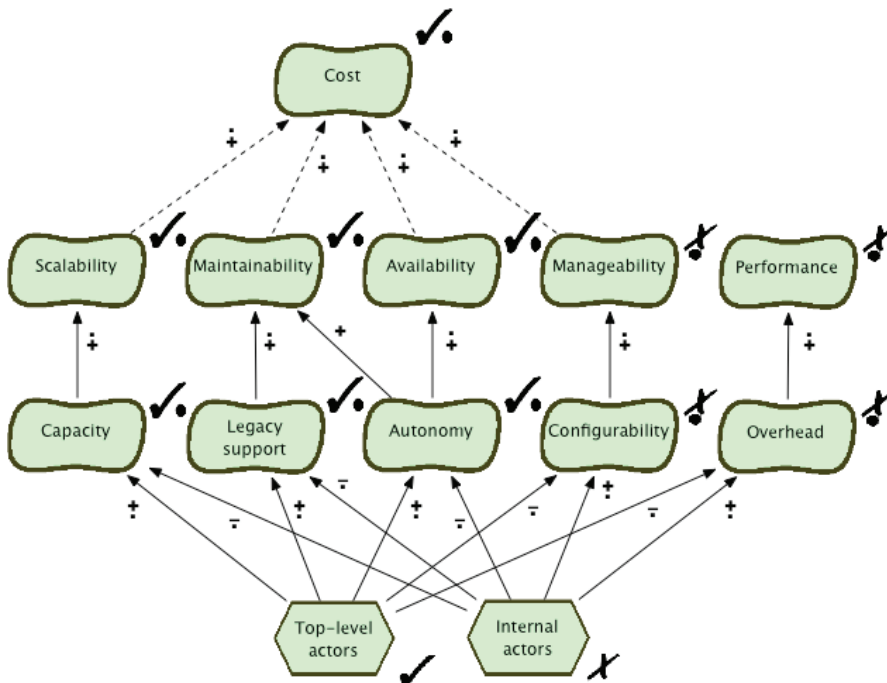 Cost
+
+
+
+
Scalability
Maintainability
Availability
Manageability
Performance
+
+
+
+
+
Capacity
Legacy
support
Autonomy
Configurability
Overhead
+
-
+
-
+
-
-
+
-
+
Top-level
actors
Internal
actors